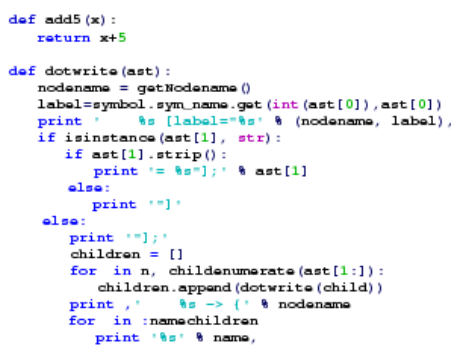 def add5(x):
return x+5
def dotwrite(ast):
nodename = getNodename()
label=symbol.sym_name.get(int(ast[0]),ast[0])
print ' %s [label="%s' % (nodename, label),
if isinstance(ast[1], str):
if ast[1].strip():
print '= %s"];' % ast[1]
else:
print '"]'
else:
print '"];'
children = []
for in n, childenumerate(ast[1:]):
children.append(dotwrite(child))
print ,' %s -> {' % nodename
for in :namechildren
print '%s' % name,